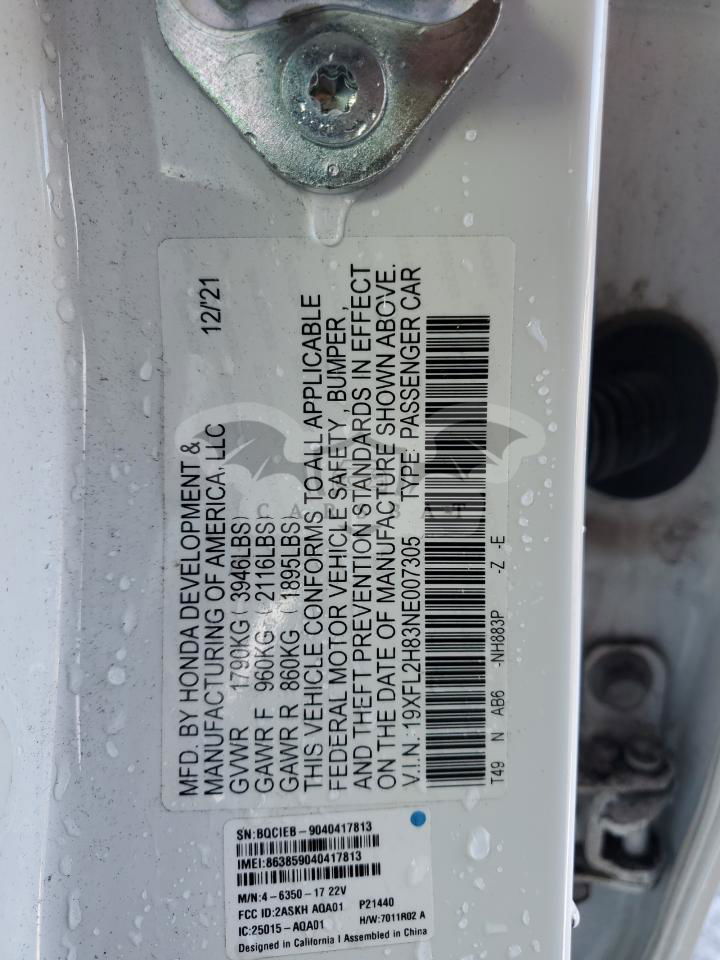 MFD. BY HONDA DEVELOPMENT & 12/'21
MANUFACTURING OF AMERICA, LLC
GVWR 1790KG ( 3946LBS)
GAWR F 960KG ( 2116LBS)
GAWR R 860KG ( 1895LBS)
THIS VEHICLE CONFORMS TO ALL APPLICABLE
FEDERAL MOTOR VEHICLE SAFETY , BUMPER ,
AND THEFT PREVENTION STANDARDS IN EFFECT
ON THE DATE OF MANUFACTURE SHOWN ABOVE.
V.I.N. 19XFL2H83NE007305 TYPE: PASSENGER CAR
T49 N AB6 -NH883P -Z -E
SN:BQCIEB-9040417813
IMEI:863859040417813
M/N:4-6350-17 22V
FCC ID:2ASKH AQA01 P21440
IC:25015-AQA01 H/W:7011R02 A
Designed in California | Assembled in China